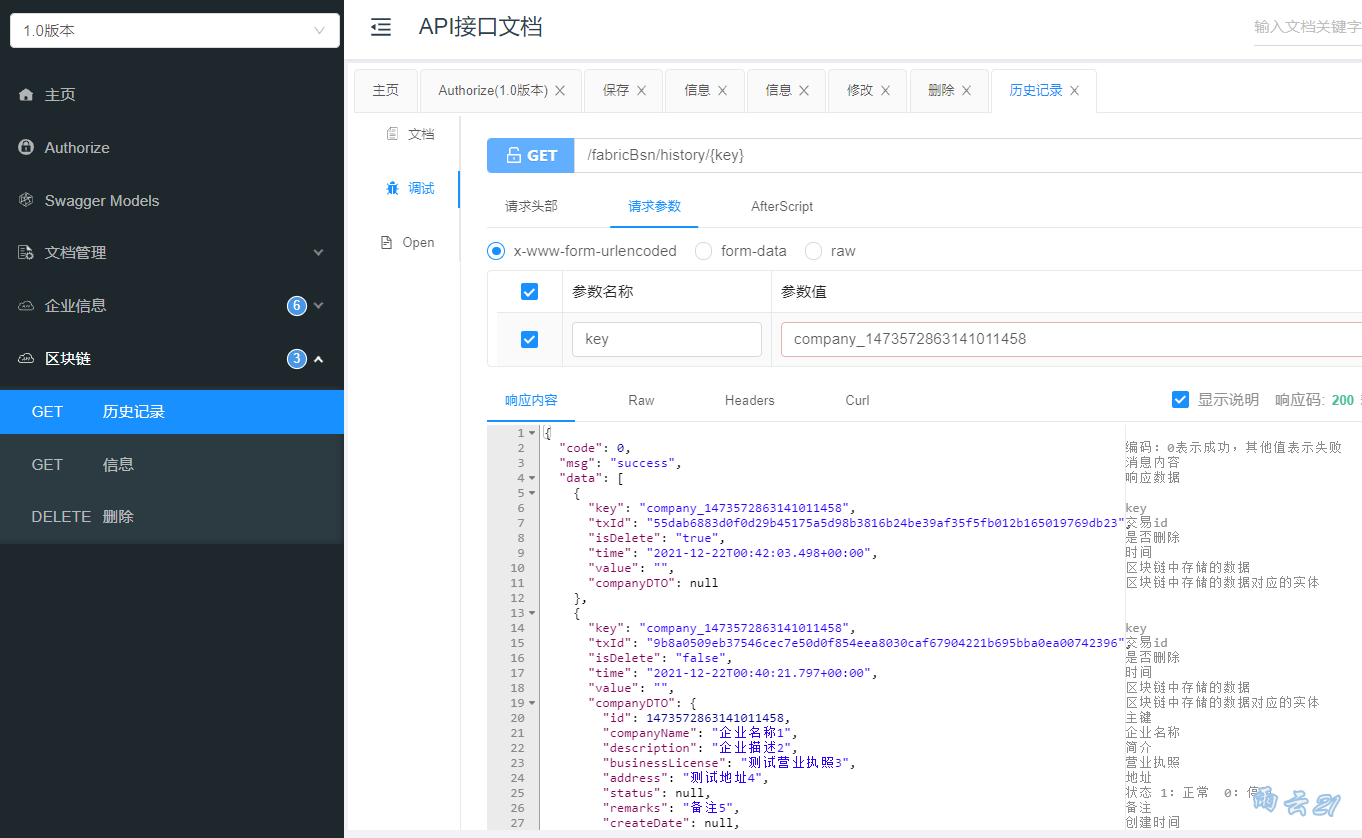 1.0版本
API接口文档
输入文档关键字
主页
Authorize
Swagger Models
文档管理
企业信息 6
区块链 3
GET 历史记录
GET 信息
DELETE 删除
主页 Authorize(1.0版本) 保存 信息 信息 修改 删除 历史记录
文档
调试
Open
GET /fabricBsn/history/{key}
请求头部 请求参数 AfterScript
x-www-form-urlencoded form-data raw
参数名称 参数值
key company_1473572863141011458
响应内容 Raw Headers Curl 显示说明 响应码: 200
1 {
2 "code": 0, 编码: 0表示成功，其他值表示失败
3 "msg": "success", 消息内容
4 "data": [ 响应数据
5 {
6 "key": "company_1473572863141011458", key
7 "txId": "55dab6883d0f0d29b45175a5d98b3816b24be39af35f5fb012b165019769db23", 交易id
8 "isDelete": "true", 是否删除
9 "time": "2021-12-22T00:42:03.498+00:00", 时间
10 "value": "", 区块链中存储的数据
11 "companyDTO": null 区块链中存储的数据对应的实体
12 },
13 {
14 "key": "company_1473572863141011458", key
15 "txId": "9b8a0509eb37546cec7e50d0f854eea8030caf67904221b695bba0ea00742396", 交易id
16 "isDelete": "false", 是否删除
17 "time": "2021-12-22T00:40:21.797+00:00", 时间
18 "value": "", 区块链中存储的数据
19 "companyDTO": { 区块链中存储的数据对应的实体
20 "id": 1473572863141011458, 主键
21 "companyName": "企业名称1", 企业名称
22 "description": "企业描述2", 简介
23 "businessLicense": "测试营业执照3", 营业执照
24 "address": "测试地址4", 地址
25 "status": null, 状态 1: 正常 0: 停
26 "remarks": "备注5", 备注
27 "createDate": null, 创建时间
雨云21